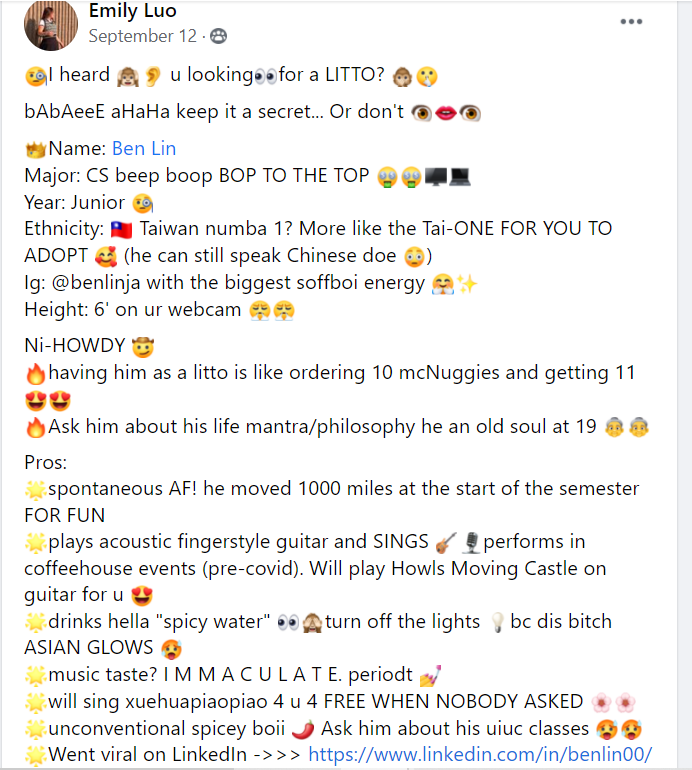 Emily Luo
September 12 ·
🧐I heard 🙉👂 u looking👀for a LITTO? 🐵🤫
bAbAeeE aHaHa keep it a secret... Or don't 👁️👄👁️
👑Name: Ben Lin
Major: CS beep boop BOP TO THE TOP 🤑🤑🖥️💻
Year: Junior 🧐
Ethnicity: 🇹🇼 Taiwan numba 1? More like the Tai-ONE FOR YOU TO
ADOPT 🥰 (he can still speak Chinese doe 😳)
Ig: @benlinja with the biggest soffboi energy 🤗✨
Height: 6' on ur webcam 😤😤
Ni-HOWDY 🤠
🔥having him as a litto is like ordering 10 mcNuggies and getting 11
😍😍
🔥Ask him about his life mantra/philosophy he an old soul at 19 👵👵
Pros:
🌟spontaneous AF! he moved 1000 miles at the start of the semester
FOR FUN
🌟plays acoustic fingerstyle guitar and SINGS 🎸🎙️performs in
coffeehouse events (pre-covid). Will play Howls Moving Castle on
guitar for u 😍
🌟drinks hella "spicy water" 👀🙈turn off the lights 💡bc dis bitch
ASIAN GLOWS 🥵
🌟music taste? I M M A C U L A T E. periodt 💅
🌟will sing xuehuapiaopiao 4 u 4 FREE WHEN NOBODY ASKED 🌸🌸
🌟unconventional spicey boii 🌶️ Ask him about his uiuc classes 🥵🥵
🌟Went viral on LinkedIn ->>> https://www.linkedin.com/in/benlin00/